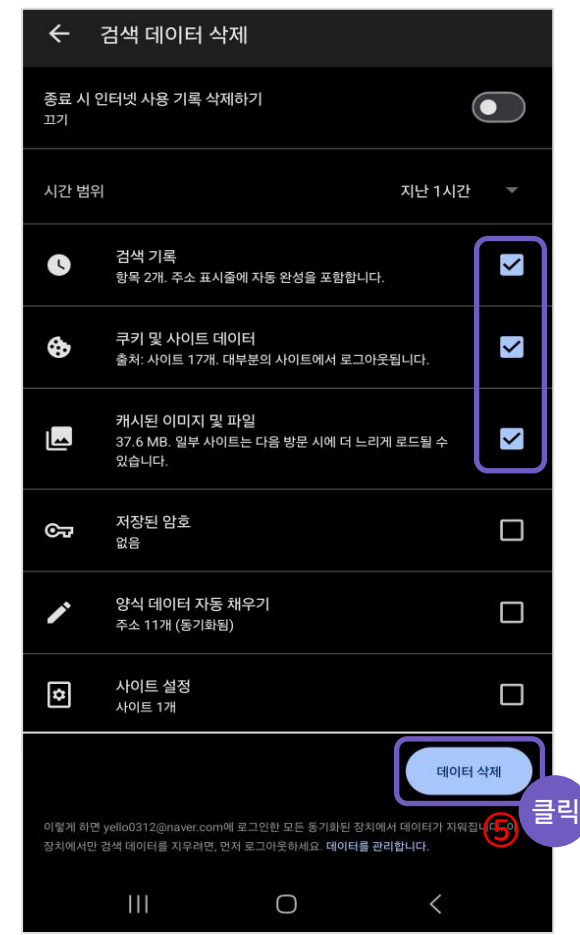 검색 데이터 삭제
종료 시 인터넷 사용 기록 삭제하기
끄기
시간 범위
지난 1시간
검색 기록
항목 2개. 주소 표시줄에 자동 완성을 포함합니다.
쿠키 및 사이트 데이터
출처: 사이트 17개. 대부분의 사이트에서 로그아웃됩니다.
캐시된 이미지 및 파일
37.6 MB. 일부 사이트는 다음 방문 시에 더 느리게 로드될 수
있습니다.
저장된 암호
없음
양식 데이터 자동 채우기
주소 11개 (동기화됨)
사이트 설정
사이트 1개
데이터 삭제
클릭
⑤
이렇게 하면 yello0312@naver.com에 로그인한 모든 동기화된 장치에서 데이터가 지워집니다. 이
장치에서만 검색 데이터를 지우려면, 먼저 로그아웃하세요. 데이터를 관리합니다.